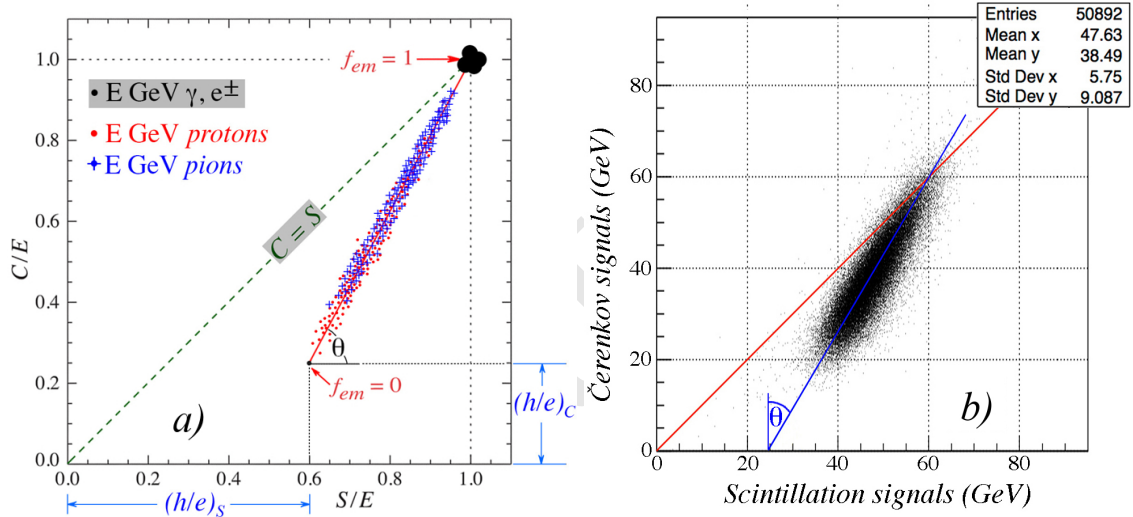 1.0
0.8
0.6
0.4
0.2
0.0
C/E
f_em = 1
• E GeV γ, e±
• E GeV protons
E GeV pions
C = S
θ
f_em = 0
a)
(h/e)_C
0.0 0.2 0.4 0.6 0.8 1.0
(h/e)_S
S/E
Entries 50892
Mean x 47.63
Mean y 38.49
Std Dev x 5.75
Std Dev y 9.087
80
60
40
20
0
Čerenkov signals (GeV)
θ
b)
0 20 40 60 80
Scintillation signals (GeV)